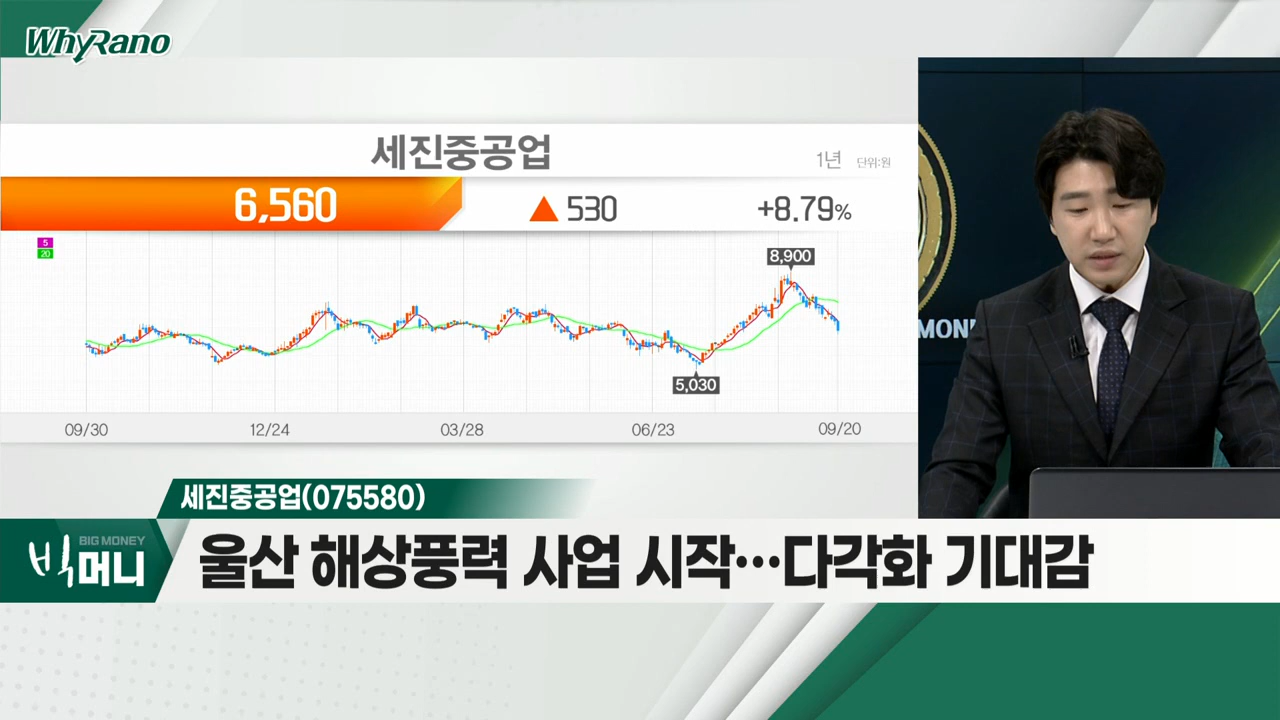 WhyRano
세진중공업
1년 단위:원
6,560 ▲ 530 +8.79%
5
20
8,900
5,030
09/30 12/24 03/28 06/23 09/20
세진중공업(075580)
BIG MONEY
빅머니
울산 해상풍력 사업 시작···다각화 기대감